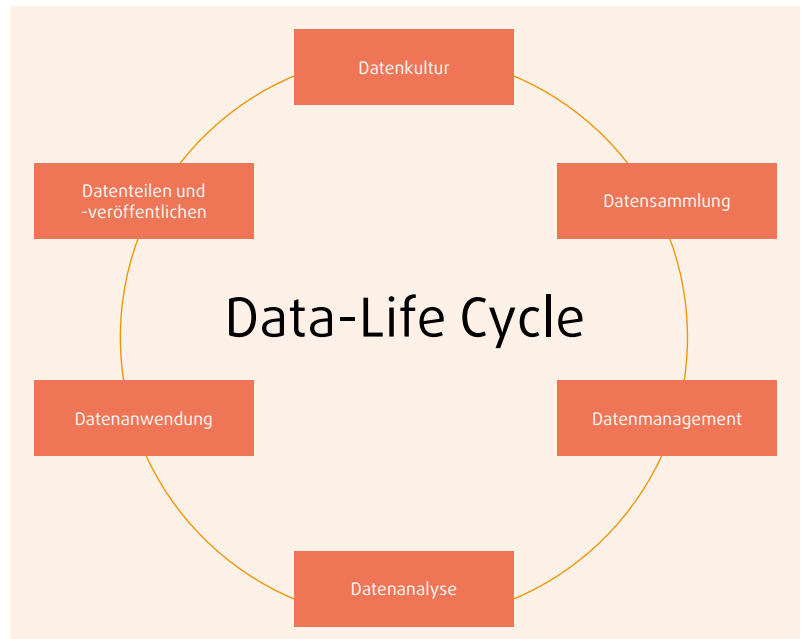 Datenkultur
Datensammlung
Datenmanagement
Datenanalyse
Datenanwendung
Datenteilen und
-veröffentlichen
Data-Life Cycle